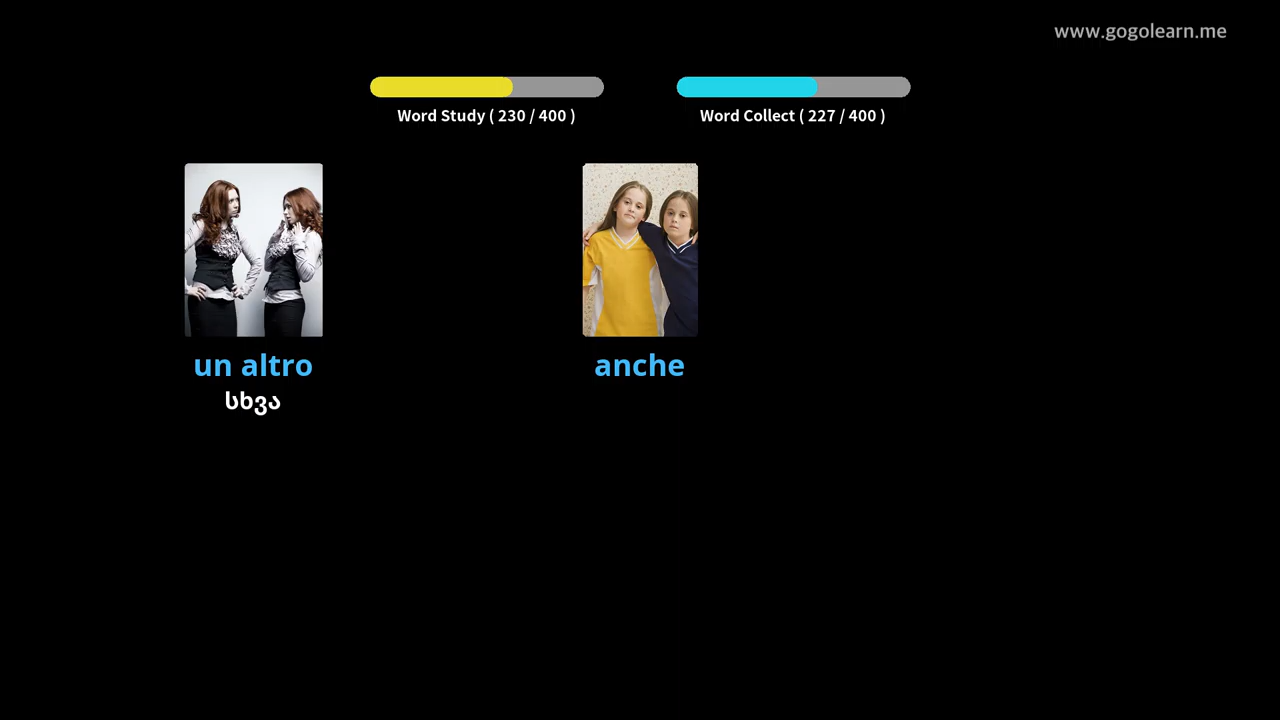 www.gogolearn.me
Word Study ( 230 / 400 )
Word Collect ( 227 / 400 )
un altro
სხვა
anche